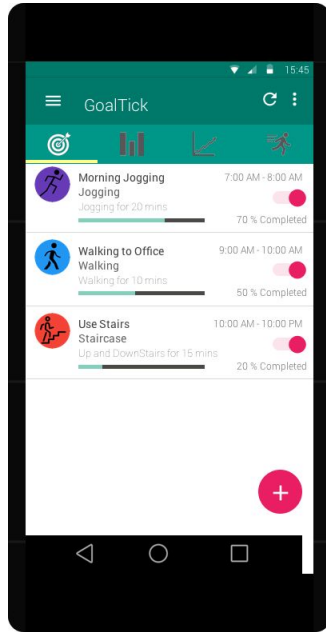 15:45
GoalTick
Morning Jogging 7:00 AM - 8:00 AM
Jogging
Jogging for 20 mins
70 % Completed
Walking to Office 9:00 AM - 10:00 AM
Walking
Walking for 10 mins
50 % Completed
Use Stairs 10:00 AM - 10:00 PM
Staircase
Up and DownStairs for 15 mins
20 % Completed